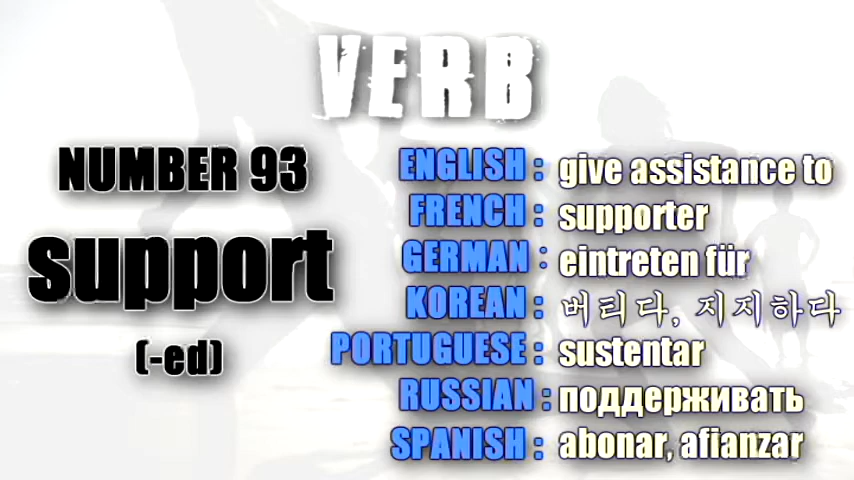 VERB
NUMBER 93
support
(-ed)
ENGLISH : give assistance to
FRENCH : supporter
GERMAN : eintreten für
KOREAN : 버티다, 지지하다
PORTUGUESE : sustentar
RUSSIAN : поддерживать
SPANISH : abonar, afianzar